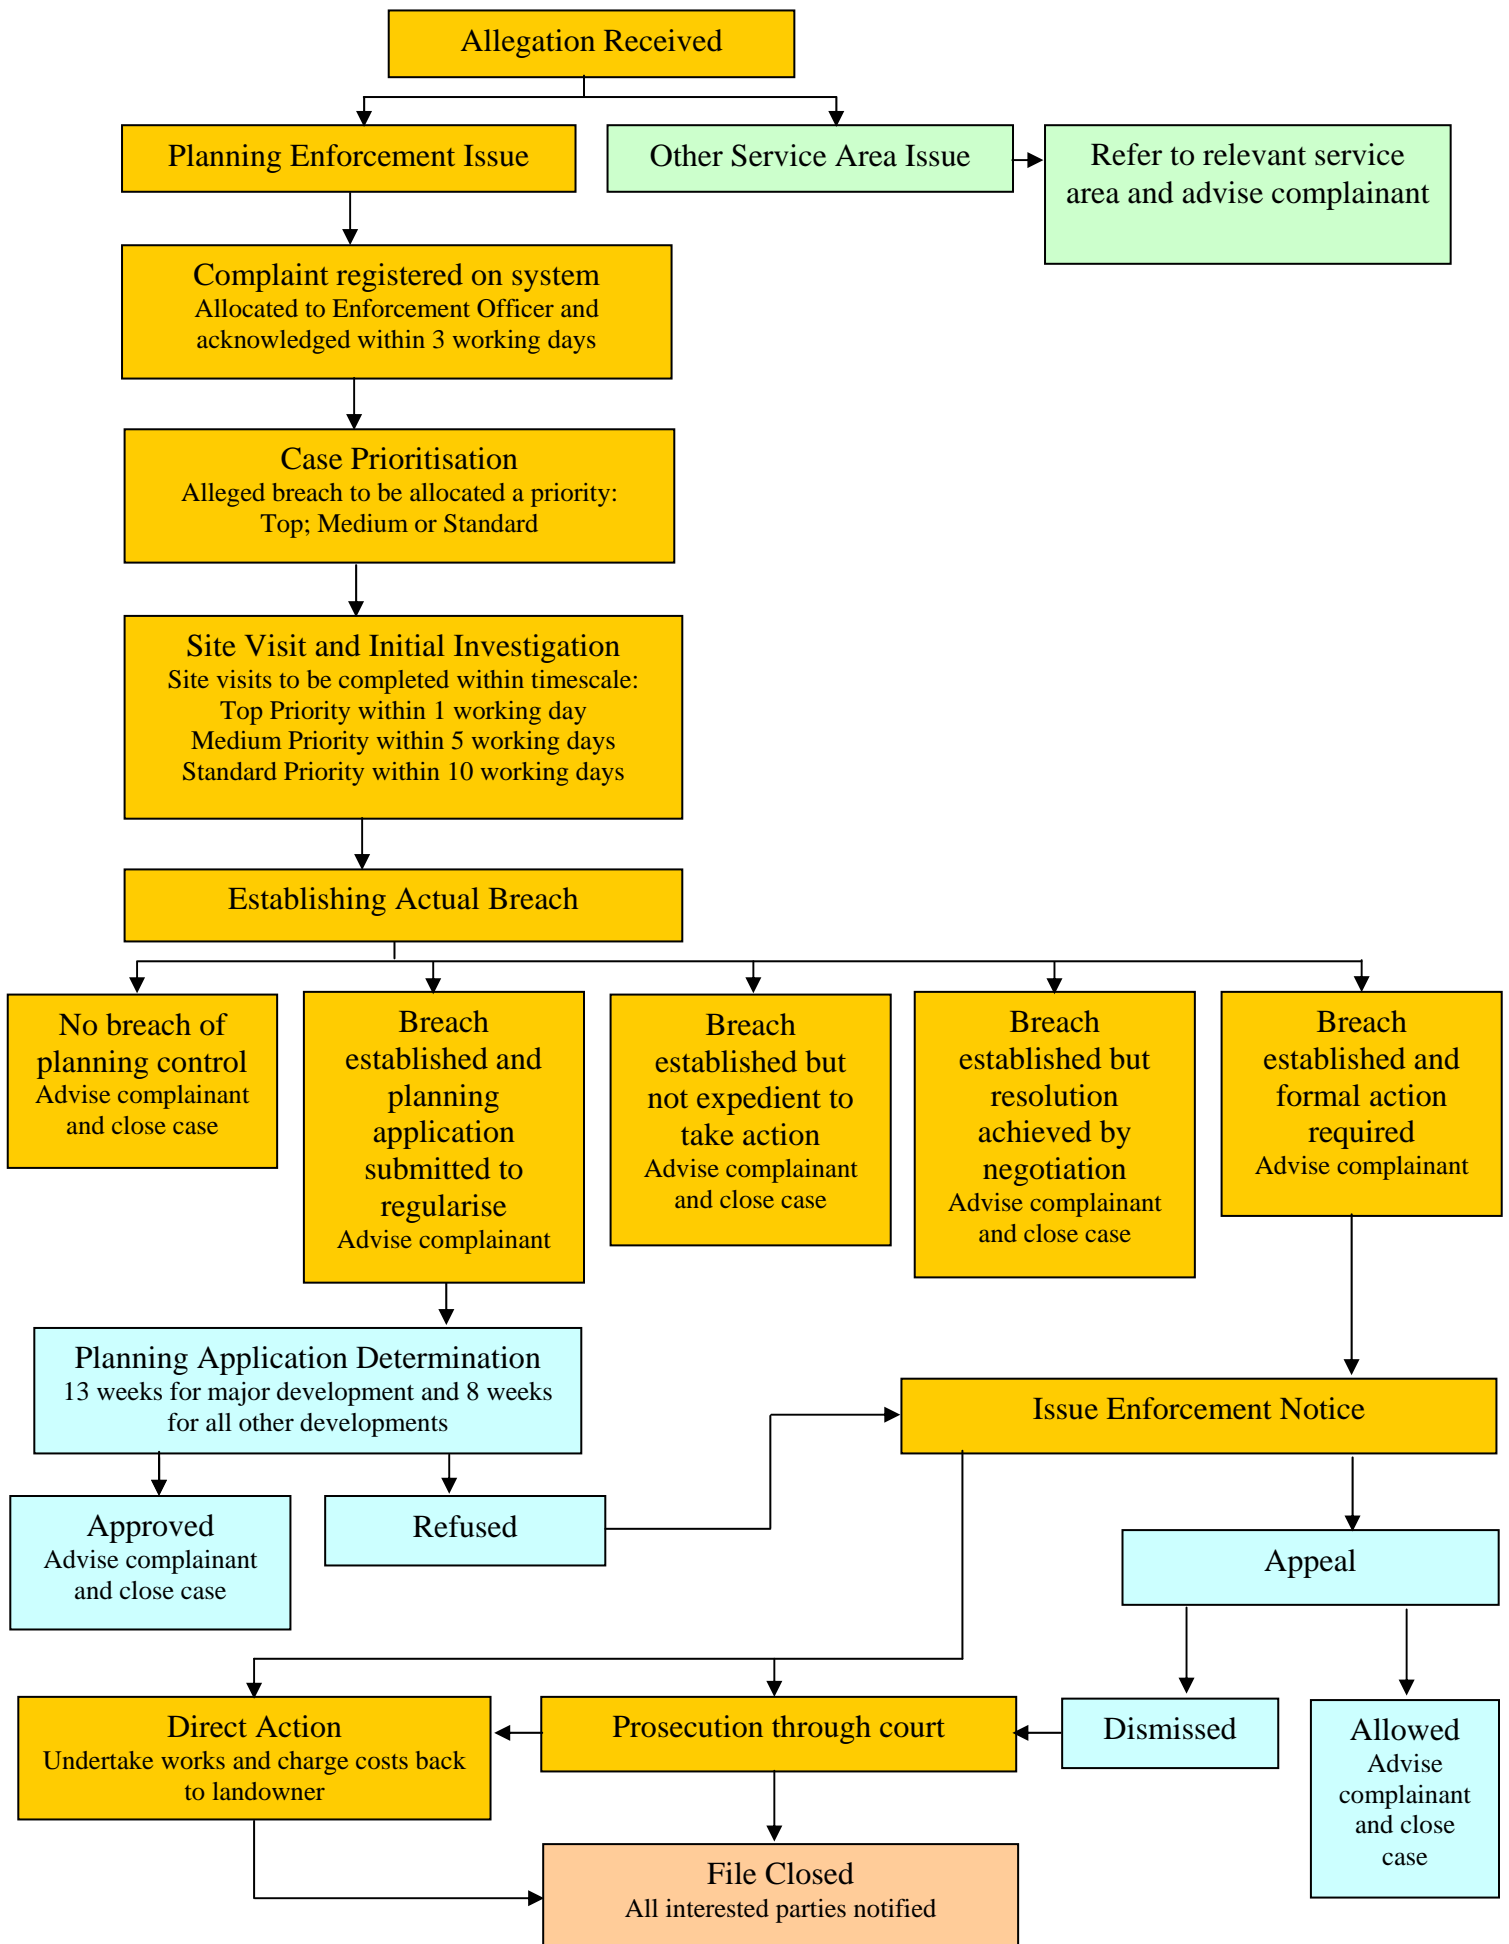 Allegation Received
Planning Enforcement Issue
Other Service Area Issue
Refer to relevant service
area and advise complainant
Complaint registered on system
Allocated to Enforcement Officer and
acknowledged within 3 working days
Case Prioritisation
Alleged breach to be allocated a priority:
Top; Medium or Standard
Site Visit and Initial Investigation
Site visits to be completed within timescale:
Top Priority within 1 working day
Medium Priority within 5 working days
Standard Priority within 10 working days
Establishing Actual Breach
No breach of
planning control
Advise complainant
and close case
Breach
established and
planning
application
submitted to
regularise
Advise complainant
Breach
established but
not expedient to
take action
Advise complainant
and close case
Breach
established but
resolution
achieved by
negotiation
Advise complainant
and close case
Breach
established and
formal action
required
Advise complainant
Planning Application Determination
13 weeks for major development and 8 weeks
for all other developments
Issue Enforcement Notice
Approved
Advise complainant
and close case
Refused
Appeal
Direct Action
Undertake works and charge costs back
to landowner
Prosecution through court
Dismissed
Allowed
Advise
complainant
and close
case
File Closed
All interested parties notified